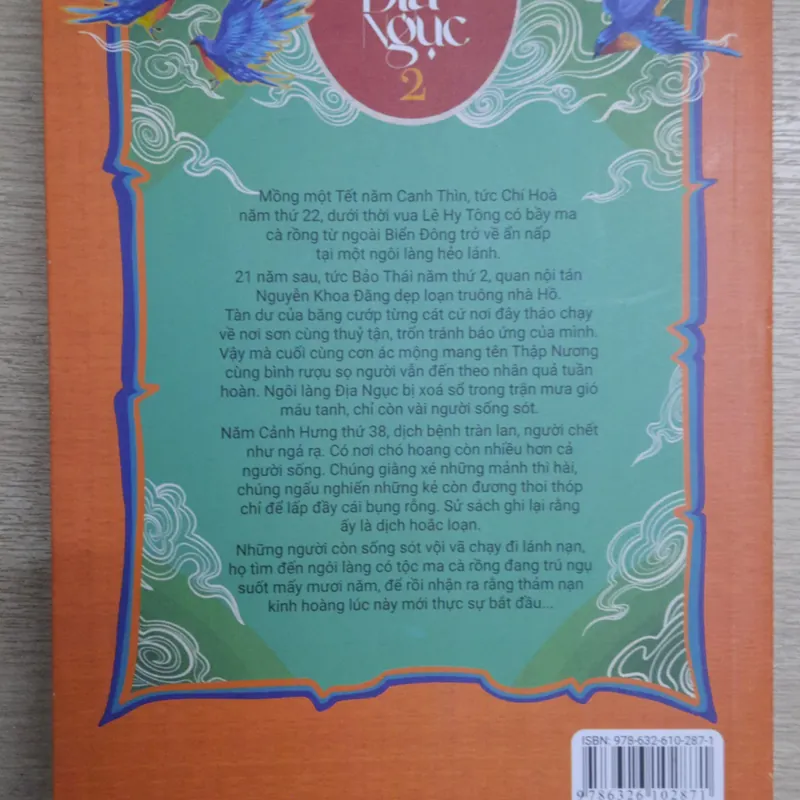 Địa
Ngục
2
Mồng một Tết năm Canh Thìn, tức Chí Hoà
năm thứ 22, dưới thời vua Lê Hy Tông có bầy ma
cà rồng từ ngoài Biển Đông trở về ẩn nấp
tại một ngôi làng hẻo lánh.
21 năm sau, tức Bảo Thái năm thứ 2, quan nội tán
Nguyễn Khoa Đăng dẹp loạn truông nhà Hồ.
Tàn dư của băng cướp từng cát cứ nơi đây tháo chạy
về nơi sơn cùng thuỷ tận, trốn tránh báo ứng của mình.
Vậy mà cuối cùng cơn ác mộng mang tên Thập Nương
cùng bình rượu sọ người vẫn đến theo nhân quả tuần
hoàn. Ngôi làng Địa Ngục bị xoá sổ trong trận mưa gió
máu tanh, chỉ còn vài người sống sót.
Năm Cảnh Hưng thứ 38, dịch bệnh tràn lan, người chết
như ngả rạ. Có nơi chó hoang còn nhiều hơn cả
người sống. Chúng giằng xé những mảnh thi hài,
chúng ngấu nghiến những kẻ còn đương thoi thóp
chỉ để lấp đầy cái bụng rỗng. Sử sách ghi lại rằng
ấy là dịch hoắc loạn.
Những người còn sống sót vội vã chạy đi lánh nạn,
họ tìm đến ngôi làng có tộc ma cà rồng đang trú ngụ
suốt mấy mươi năm, để rồi nhận ra rằng thảm nạn
kinh hoàng lúc này mới thực sự bắt đầu...
ISBN: 978-632-610-287-1
9 786326 102871